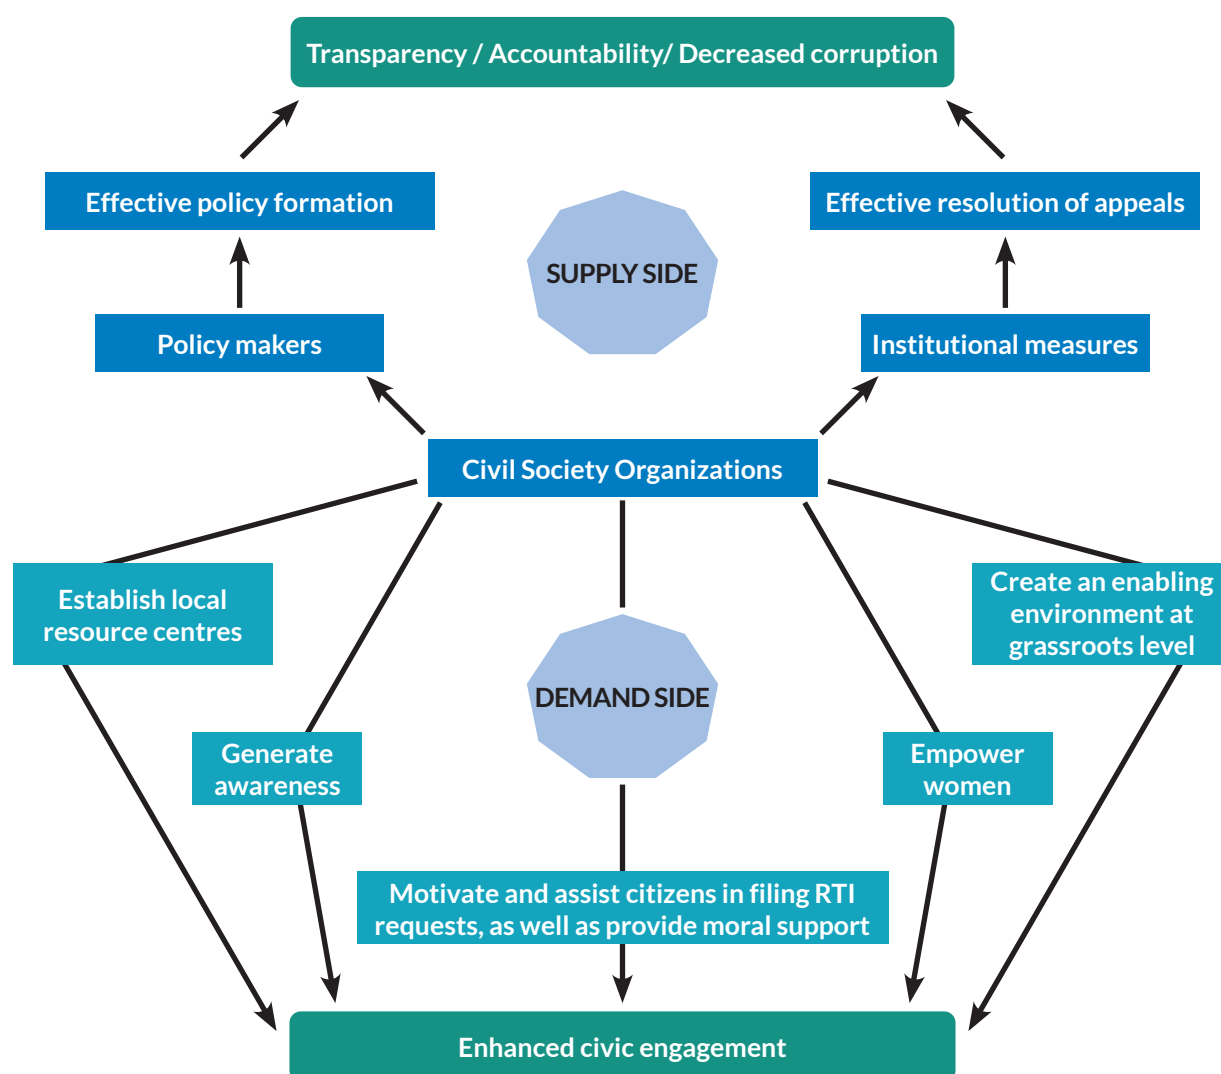 Transparency / Accountability/ Decreased corruption
Effective policy formation
Effective resolution of appeals
SUPPLY SIDE
Policy makers
Institutional measures
Civil Society Organizations
Establish local
resource centres
Create an enabling
environment at
grassroots level
DEMAND SIDE
Generate
awareness
Empower
women
Motivate and assist citizens in filing RTI
requests, as well as provide moral support
Enhanced civic engagement